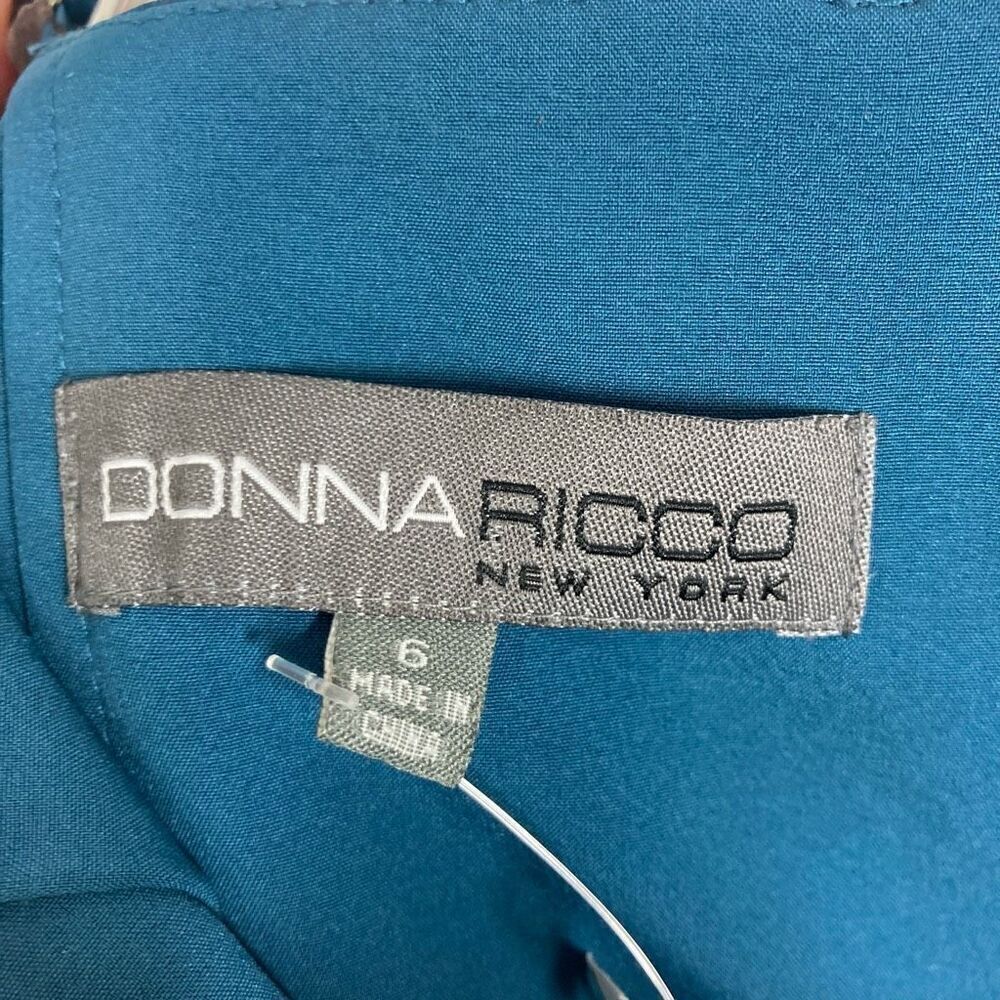 DONNA RICCO
NEW YORK
6
MADE IN
CHINA